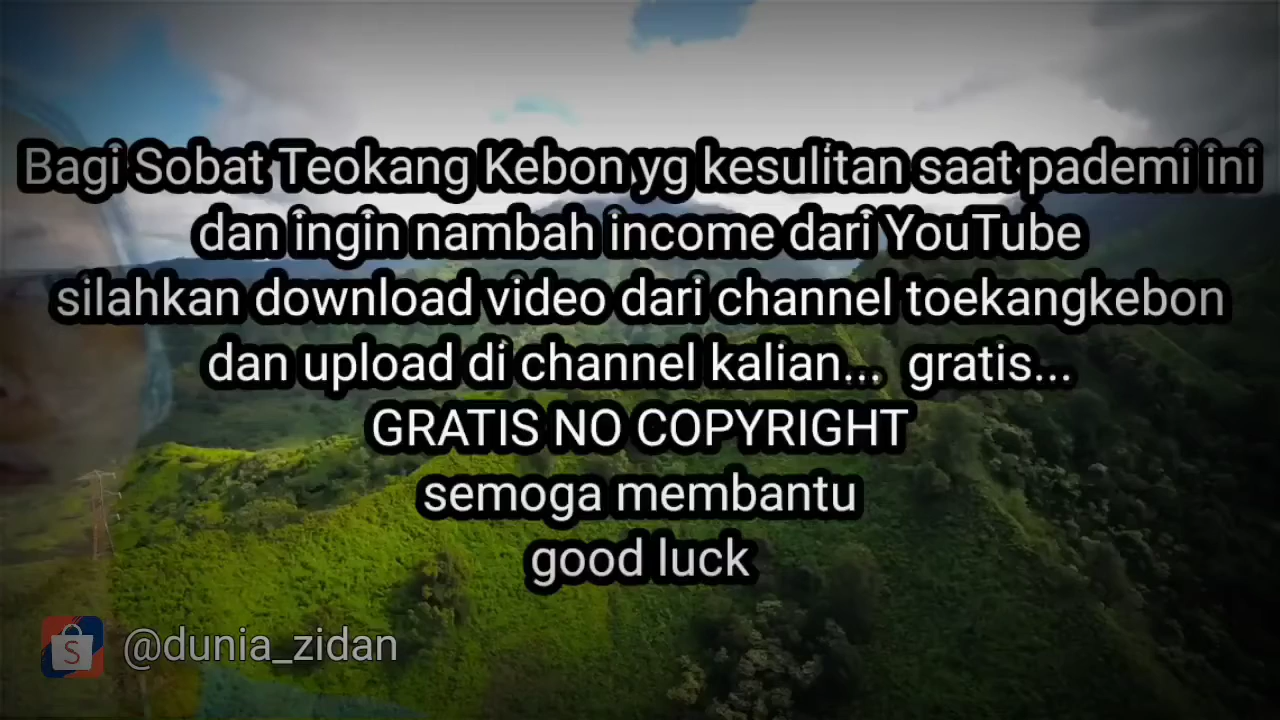 Bagi Sobat Teokang Kebon yg kesulitan saat pademi ini
dan ingin nambah income dari YouTube
silahkan download video dari channel toekangkebon
dan upload di channel kalian... gratis...
GRATIS NO COPYRIGHT
semoga membantu
good luck
S @dunia_zidan